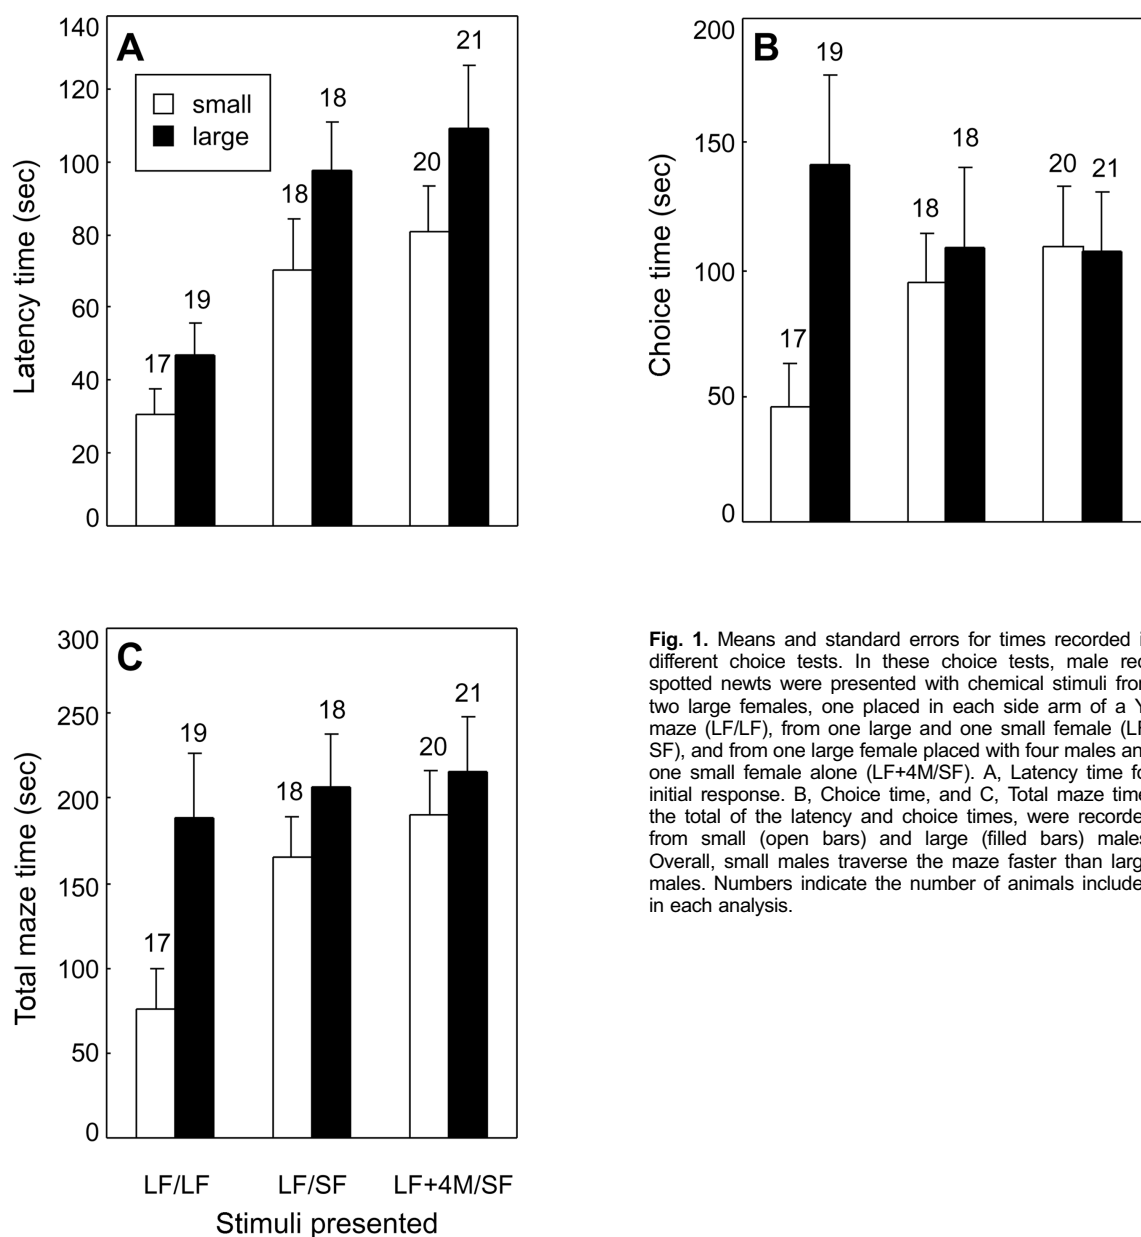 A
Latency time (sec)
140
120
100
80
60
40
20
0
small
large
17
19
18
18
20
21
B
Choice time (sec)
200
150
100
50
0
17
19
18
18
20
21
C
Total maze time (sec)
300
250
200
150
100
50
0
17
19
18
18
20
21
LF/LF LF/SF LF+4M/SF
Stimuli presented
Fig. 1. Means and standard errors for times recorded
different choice tests. In these choice tests, male
spotted newts were presented with chemical stimuli
two large females, one placed in each side arm of a Y
maze (LF/LF), from one large and one small female (LF
SF), and from one large female placed with four males
one small female alone (LF+4M/SF). A, Latency time
initial response. B, Choice time, and C, Total maze time
the total of the latency and choice times, were
from small (open bars) and large (filled bars) males
Overall, small males traverse the maze faster than
males. Numbers indicate the number of animals
in each analysis.